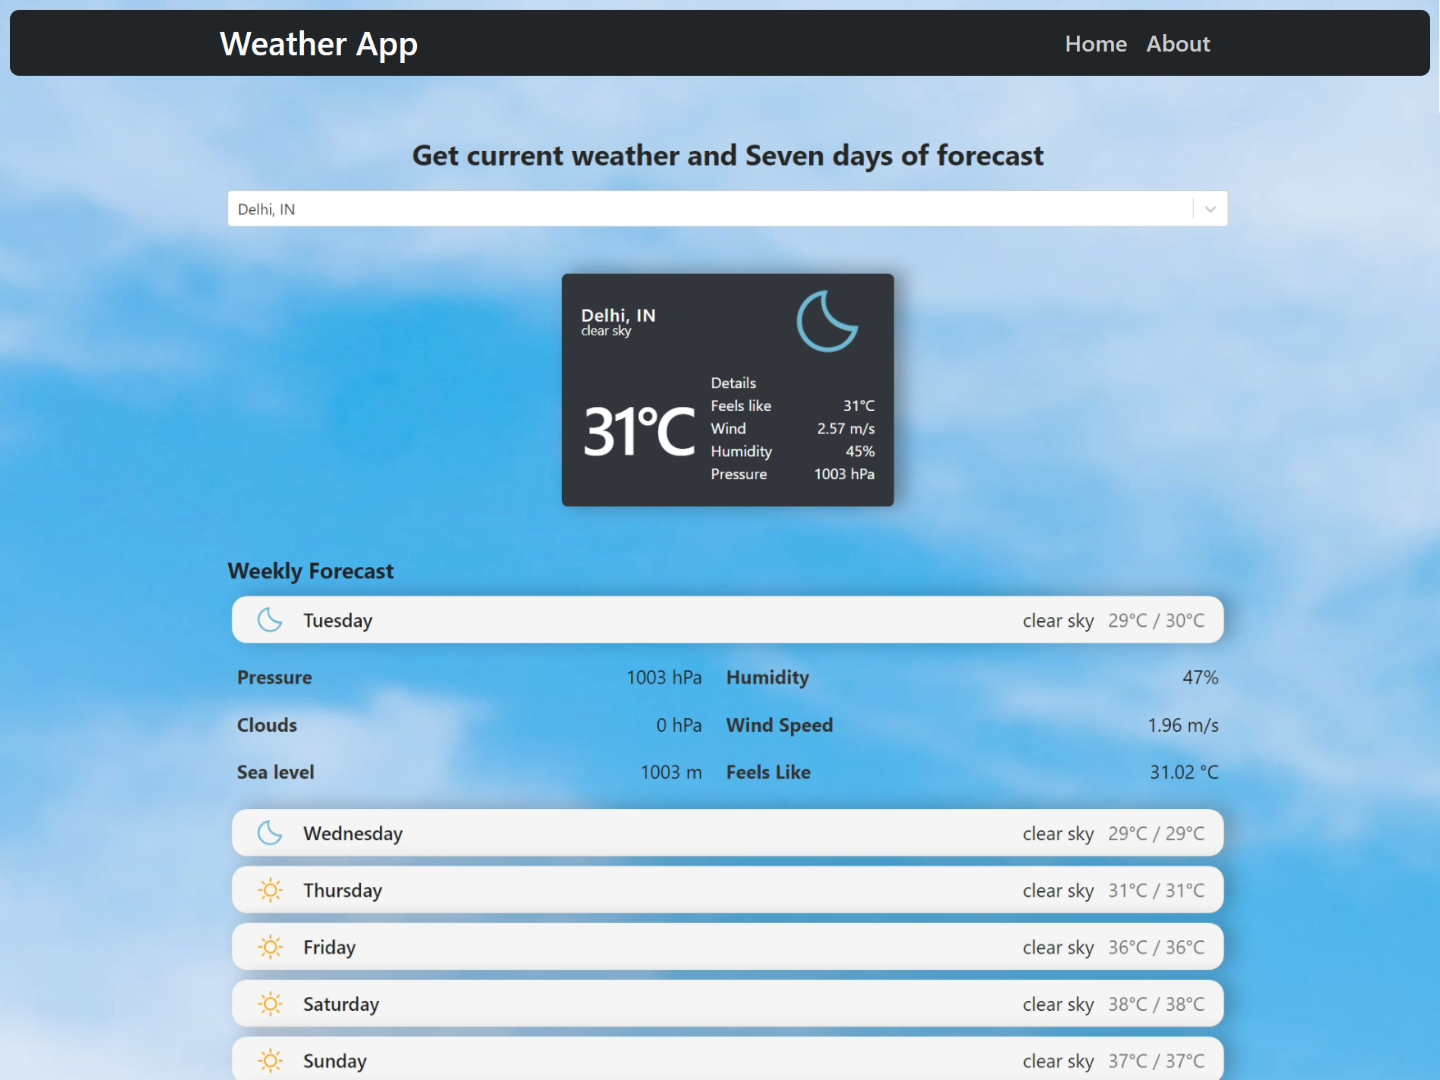 Weather App
Home About
Get current weather and Seven days of forecast
Delhi, IN
Delhi, IN
clear sky
31°C
Details
Feels like 31°C
Wind 2.57 m/s
Humidity 45%
Pressure 1003 hPa
Weekly Forecast
Tuesday clear sky 29°C / 30°C
Pressure 1003 hPa Humidity 47%
Clouds 0 hPa Wind Speed 1.96 m/s
Sea level 1003 m Feels Like 31.02 °C
Wednesday clear sky 29°C / 29°C
Thursday clear sky 31°C / 31°C
Friday clear sky 36°C / 36°C
Saturday clear sky 38°C / 38°C
Sunday clear sky 37°C / 37°C